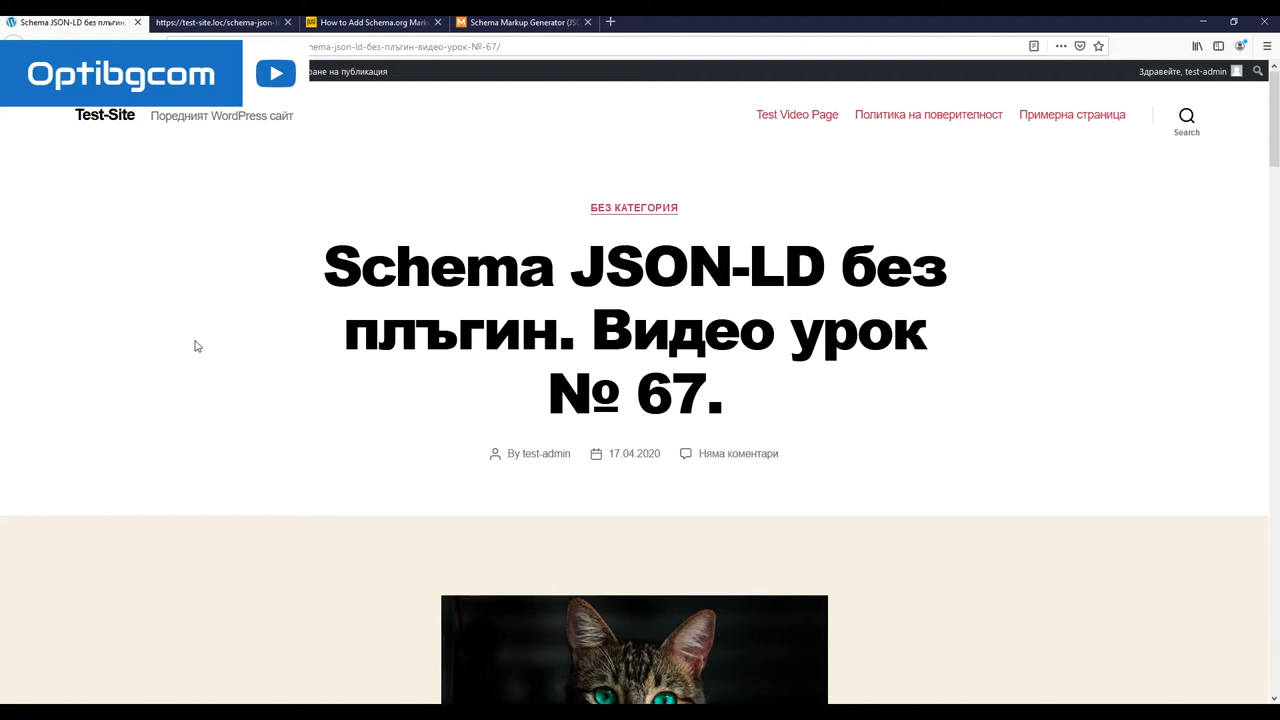 Schema JSON-LD без плъгин.
https://test-site.loc/schema-json-l
How to Add Schema.org Mark
Schema Markup Generator (JSO
hema-json-ld-без-плъгин-видео-урок-№-67/
Optibgcom
ране на публикация
Здравейте, test-admin
Test-Site
Поредният WordPress сайт
Test Video Page
Политика на поверителност
Примерна страница
Search
БЕЗ КАТЕГОРИЯ
Schema JSON-LD без
плъгин. Видео урок
№ 67.
By test-admin
17.04.2020
Няма коментари